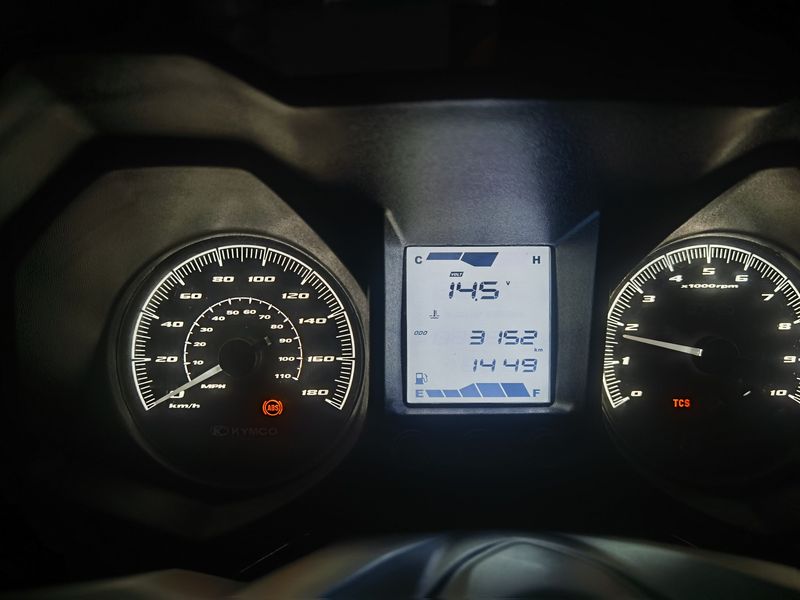 80 100
60 120
40 140
20 160
0 180
km/h
50 60
40 70
30 80
20 90
10 100
110
MPH
ABS
KYMCO
C H
VOLT
14.5 V
ODO
3152
km
14:49
E F
4 5 6
x1000rpm
3 7
2 8
1 9
0 10
TCS